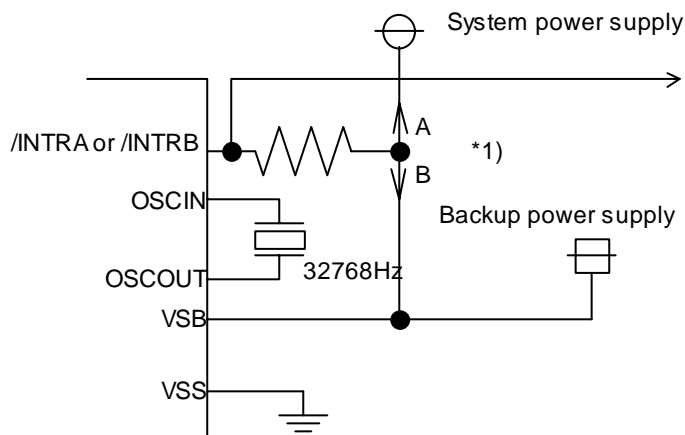 System power supply
A
/INTRA or /INTRB
*1)
B
OSCIN
Backup power supply
32768Hz
OSCOUT
VSB
VSS